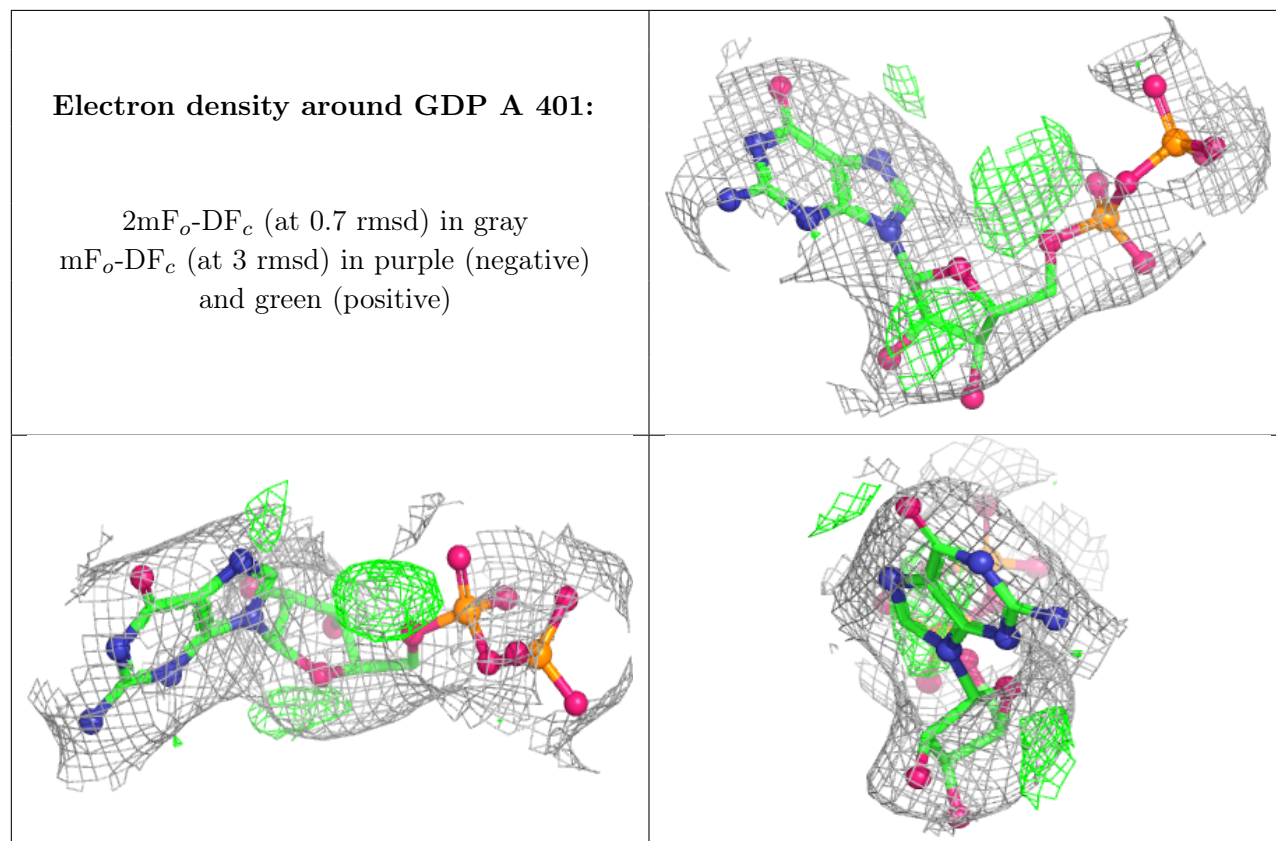 Electron density around GDP A 401:
2mFₒ-DF𝒸 (at 0.7 rmsd) in gray
mFₒ-DF𝒸 (at 3 rmsd) in purple (negative)
and green (positive)